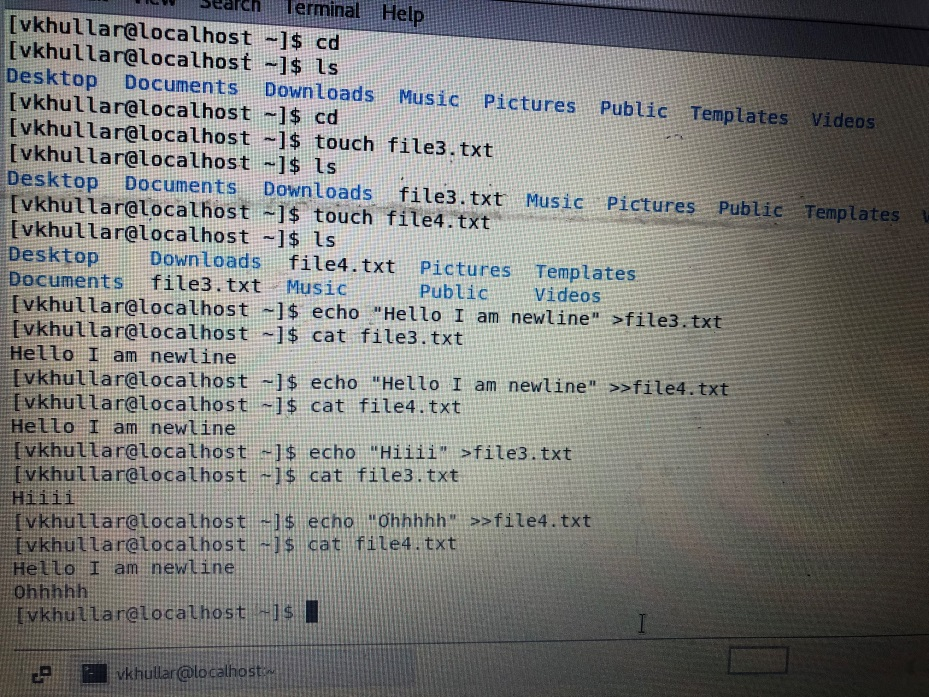 Search Terminal Help
[vkhullar@localhost ~]$ cd
[vkhullar@localhost ~]$ ls
Desktop Documents Downloads Music Pictures Public Templates Videos
[vkhullar@localhost ~]$ cd
[vkhullar@localhost ~]$ touch file3.txt
[vkhullar@localhost ~]$ ls
Desktop Documents Downloads file3.txt Music Pictures Public Templates
[vkhullar@localhost ~]$ touch file4.txt
[vkhullar@localhost ~]$ ls
Desktop Downloads file4.txt Pictures Templates
Documents file3.txt Music Public Videos
[vkhullar@localhost ~]$ echo "Hello I am newline" >file3.txt
[vkhullar@localhost ~]$ cat file3.txt
Hello I am newline
[vkhullar@localhost ~]$ echo "Hello I am newline" >>file4.txt
[vkhullar@localhost ~]$ cat file4.txt
Hello I am newline
[vkhullar@localhost ~]$ echo "Hiiii" >file3.txt
[vkhullar@localhost ~]$ cat file3.txt
Hiiii
[vkhullar@localhost ~]$ echo "Ohhhhh" >>file4.txt
[vkhullar@localhost ~]$ cat file4.txt
Hello I am newline
Ohhhhh
[vkhullar@localhost ~]$
vkhullar@localhost:~